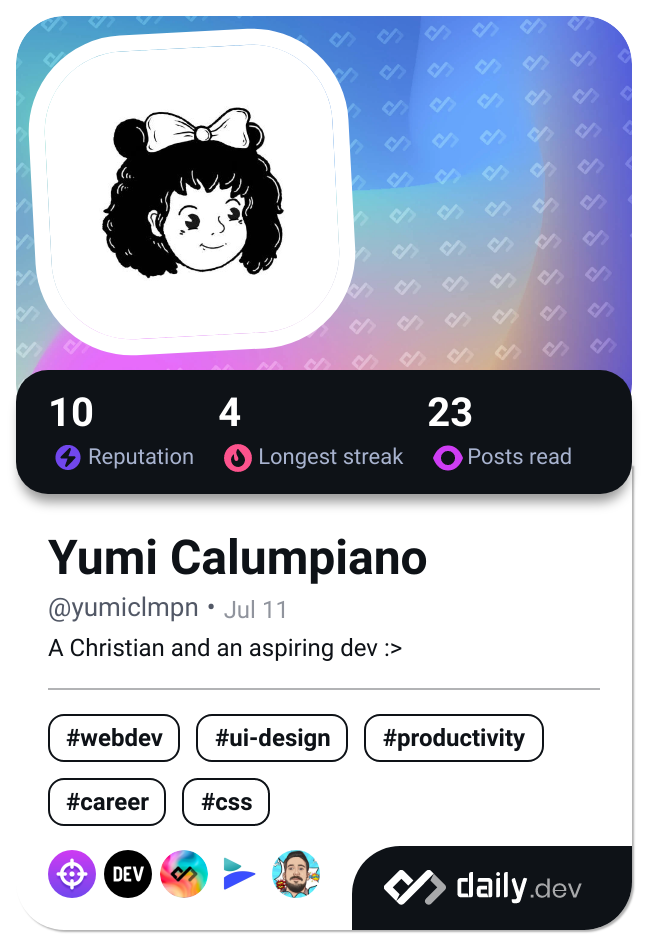 10 4 23
Reputation Longest streak Posts read
Yumi Calumpiano
@yumiclmpn • Jul 11
A Christian and an aspiring dev :>
#webdev #ui-design #productivity
#career #css
DEV
daily.dev